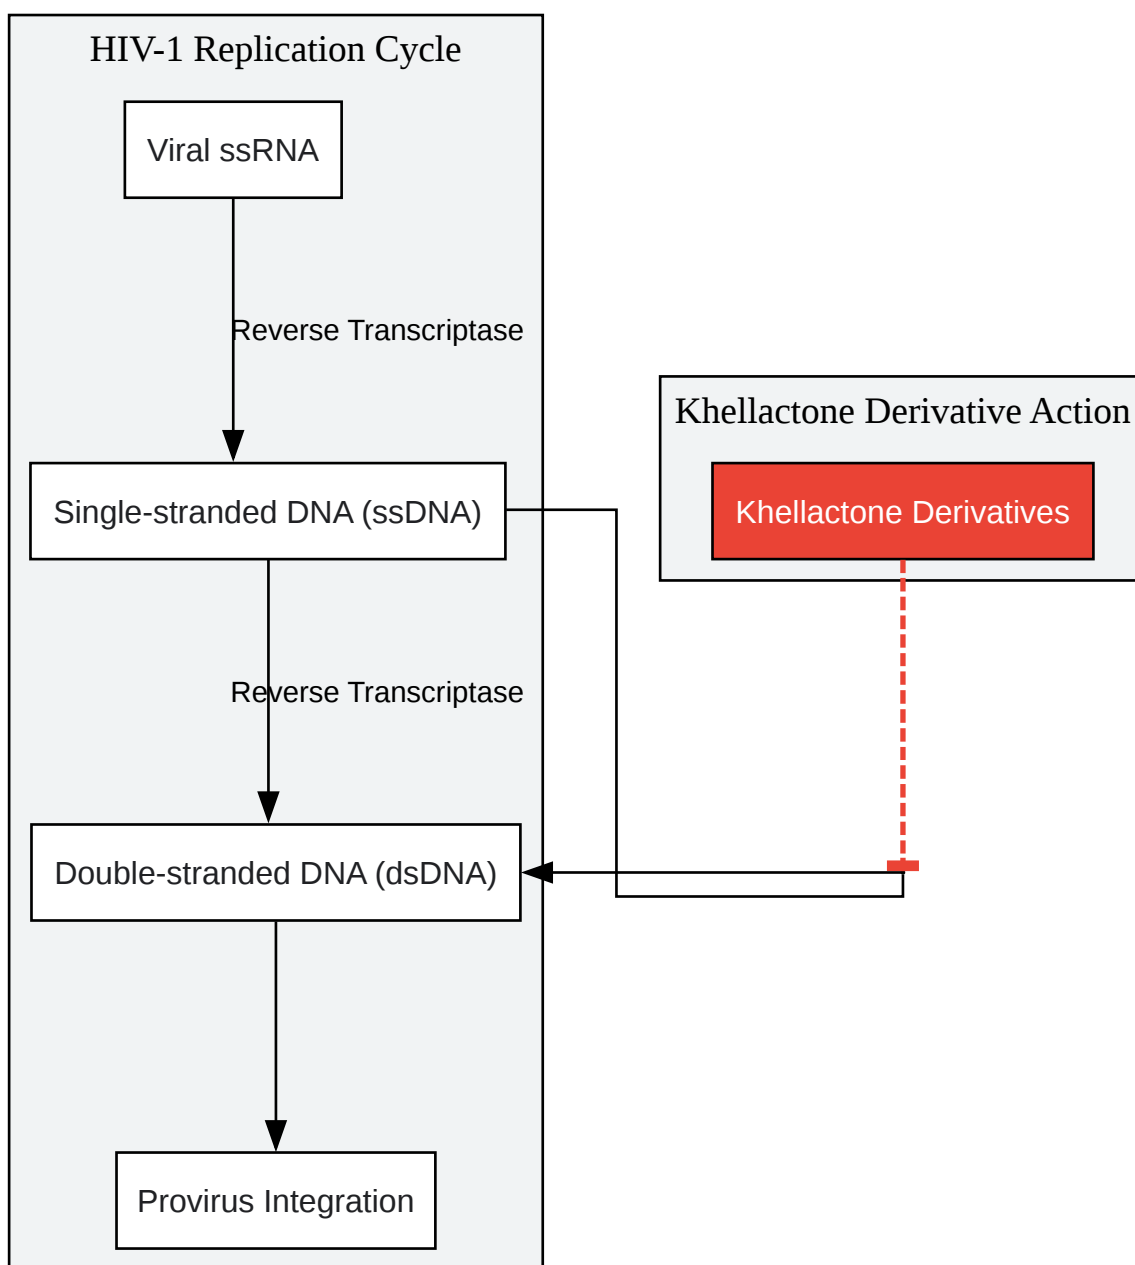 HIV-1 Replication Cycle
Viral ssRNA
Reverse Transcriptase
Khellactone Derivative Action
Single-stranded DNA (ssDNA)
Khellactone Derivatives
Reverse Transcriptase
Double-stranded DNA (dsDNA)
Provirus Integration